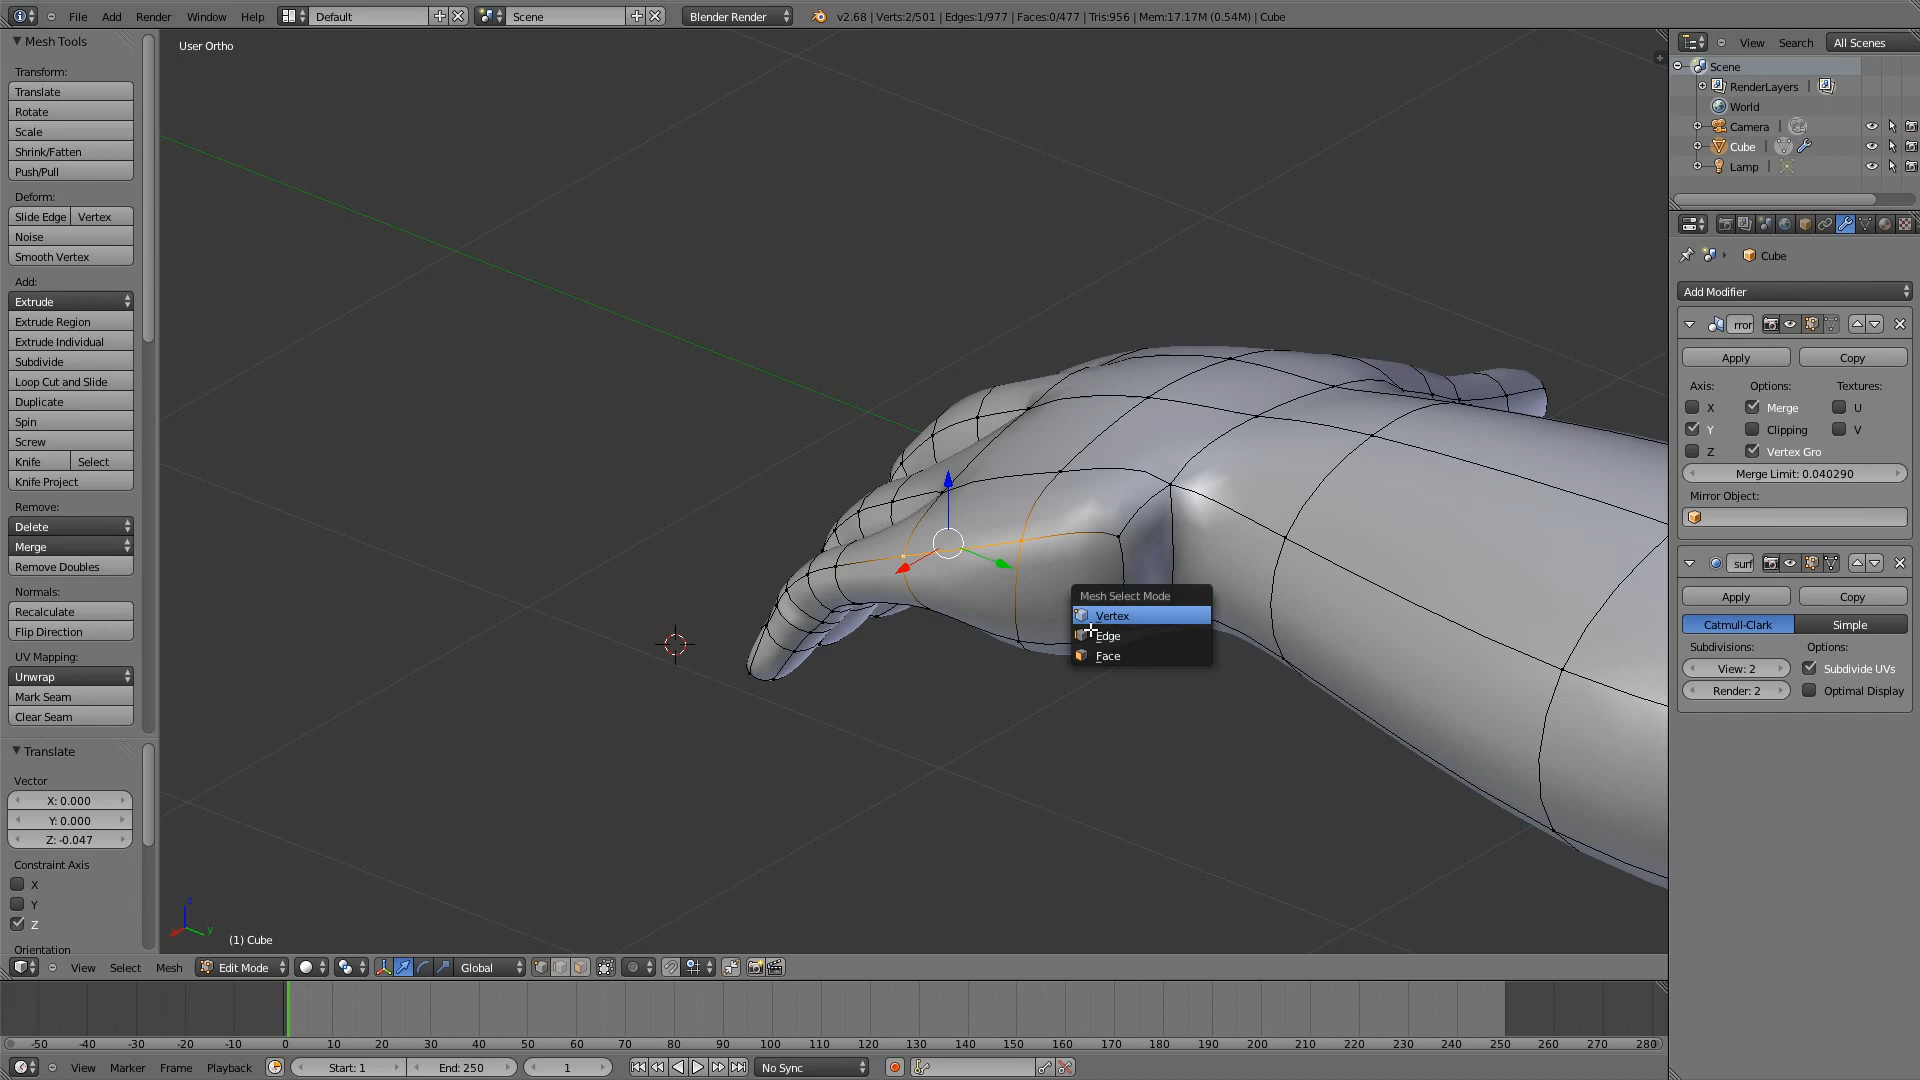 File Add Render Window Help Default Scene Blender Render v2.68 | Verts:2/501 | Edges:1/977 | Faces:0/477 | Tris:956 | Mem:17.17M (0.54M) | Cube
Mesh Tools
Transform:
Translate
Rotate
Scale
Shrink/Fatten
Push/Pull
Deform:
Slide Edge Vertex
Noise
Smooth Vertex
Add:
Extrude
Extrude Region
Extrude Individual
Subdivide
Loop Cut and Slide
Duplicate
Spin
Screw
Knife Select
Knife Project
Remove:
Delete
Merge
Remove Doubles
Normals:
Recalculate
Flip Direction
UV Mapping:
Unwrap
Mark Seam
Clear Seam
Translate
Vector
X: 0.000
Y: 0.000
Z: -0.047
Constraint Axis
X
Y
Z
Orientation
User Ortho
Mesh Select Mode
Vertex
Edge
Face
z
y
(1) Cube
View Select Mesh Edit Mode Global
View Search All Scenes
Scene
RenderLayers
World
Camera
Cube
Lamp
Cube
Add Modifier
rror
Apply Copy
Axis: Options: Textures:
X Merge U
Y Clipping V
Z Vertex Gro
Merge Limit: 0.040290
Mirror Object:
surf
Apply Copy
Catmull-Clark Simple
Subdivisions: Options:
View: 2 Subdivide UVs
Render: 2 Optimal Display
-50 -40 -30 -20 -10 0 10 20 30 40 50 60 70 80 90 100 110 120 130 140 150 160 170 180 190 200 210 220 230 240 250 260 270 280
View Marker Frame Playback Start: 1 End: 250 1 No Sync